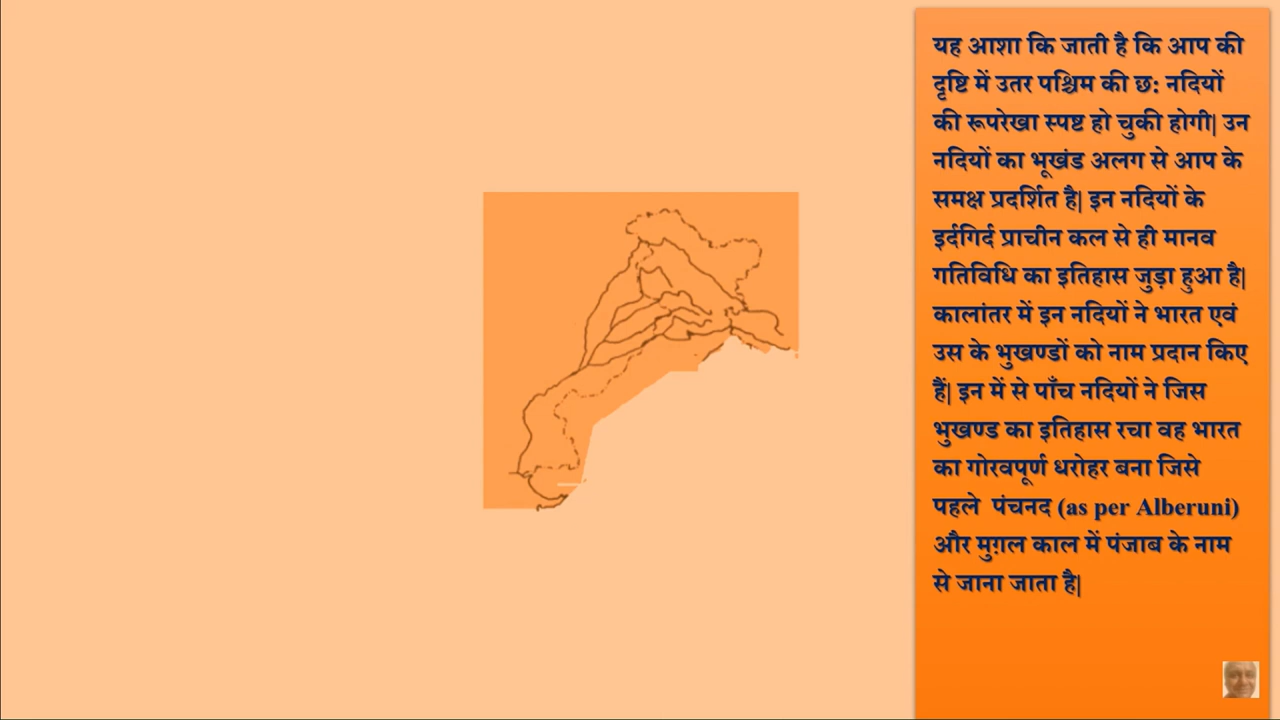 यह आशा कि जाती है कि आप की
दृष्टि में उतर पश्चिम की छ: नदियों
की रूपरेखा स्पष्ट हो चुकी होगी| उन
नदियों का भूखंड अलग से आप के
समक्ष प्रदर्शित है| इन नदियों के
इर्दगिर्द प्राचीन कल से ही मानव
गतिविधि का इतिहास जुड़ा हुआ है|
कालांतर में इन नदियों ने भारत एवं
उस के भुखण्डों को नाम प्रदान किए
हैं| इन में से पाँच नदियों ने जिस
भुखण्ड का इतिहास रचा वह भारत
का गोरवपूर्ण धरोहर बना जिसे
पहले पंचनद (as per Alberuni)
और मुग़ल काल में पंजाब के नाम
से जाना जाता है|